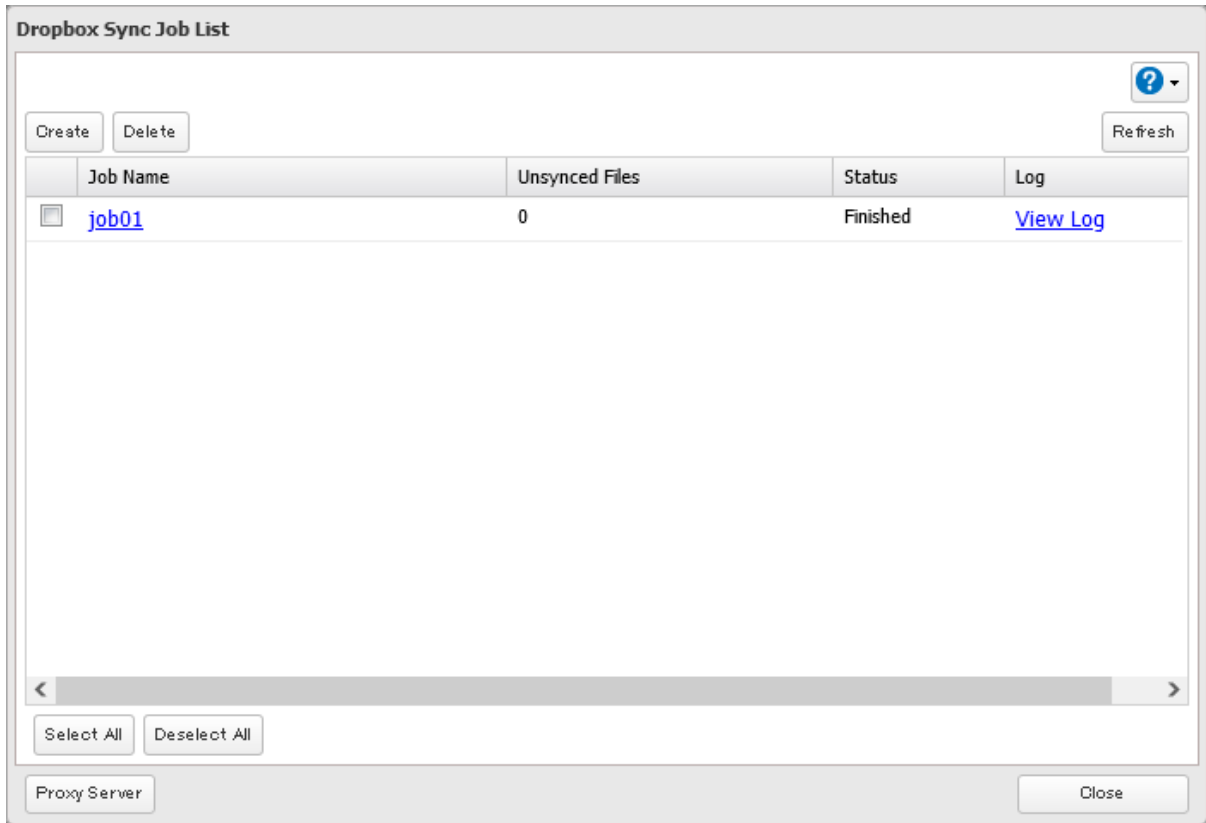 Dropbox Sync Job List
?
Create Delete Refresh
Job Name Unsynced Files Status Log
job01 0 Finished View Log
Select All Deselect All
Proxy Server Close